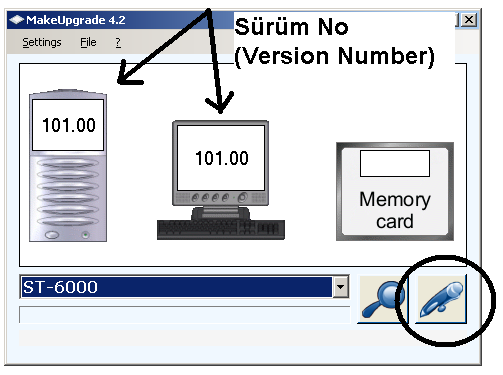 MakeUpgrade 4.2
Sürüm No
(Version Number)
Settings File ?
101.00
101.00
Memory
card
ST-6000